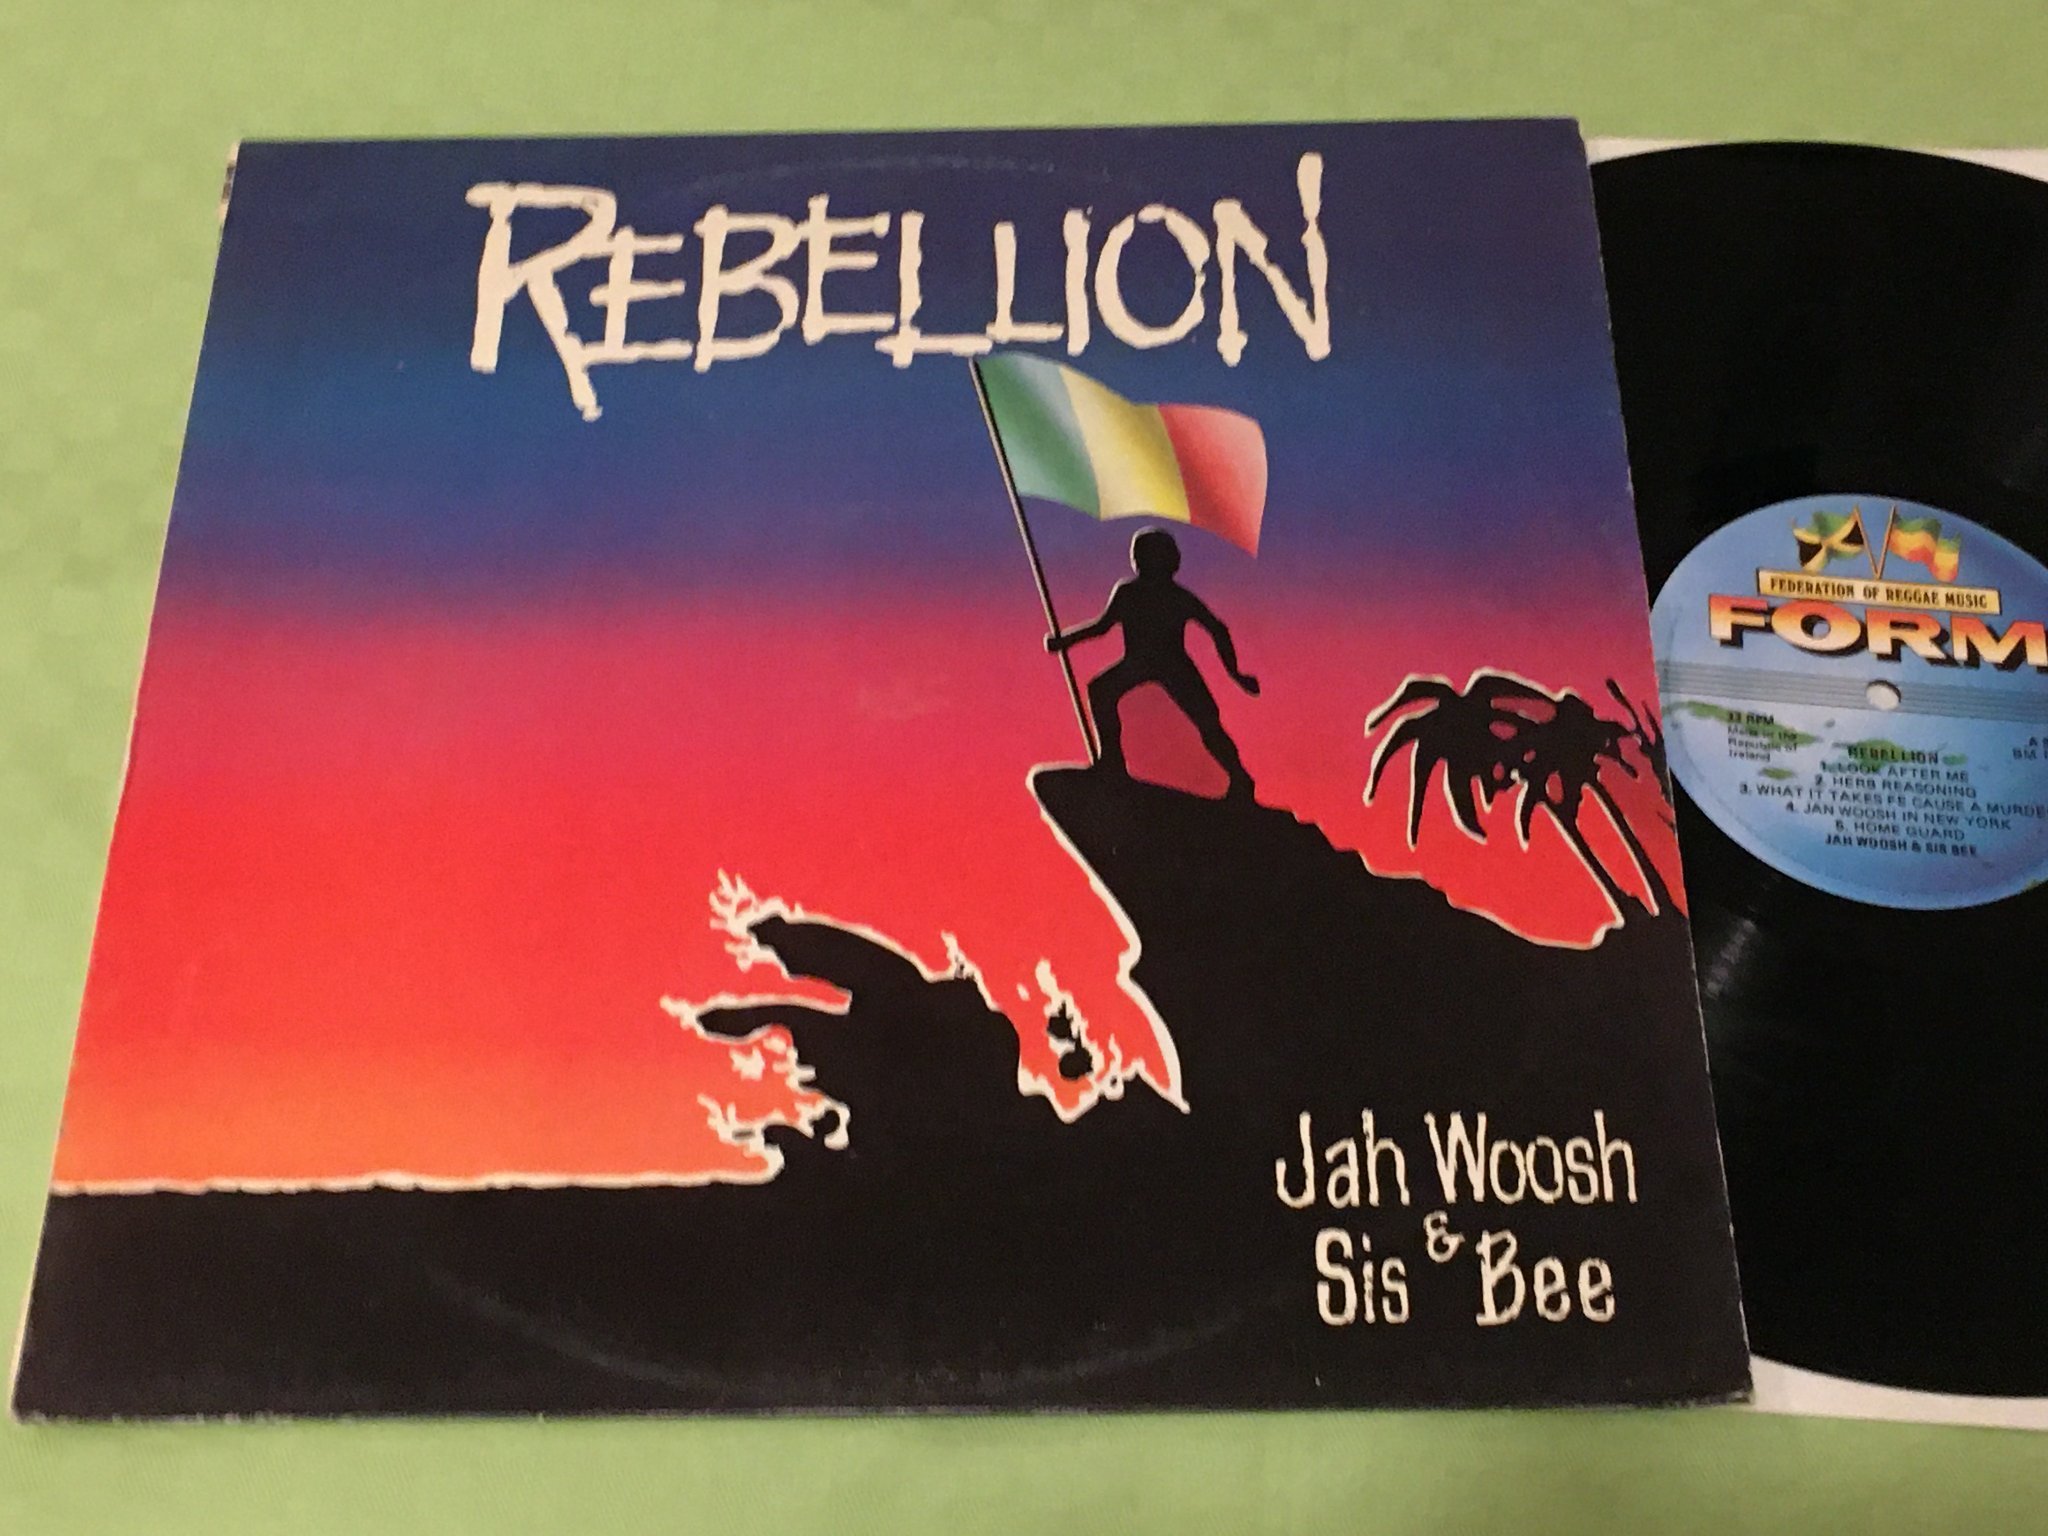 REBELLION
Jah Woosh
&
Sis Bee
FEDERATION OF REGGAE MUSIC
FORM
33 RPM
Made in the
Republic of
Ireland
REBELLION
1. LOOK AFTER ME
2. HERB REASONING
3. WHAT IT TAKES FE CAUSE A MURDE
4. JAH WOOSH IN NEW YORK
5. HOME GUARD
JAH WOOSH & SIS BEE